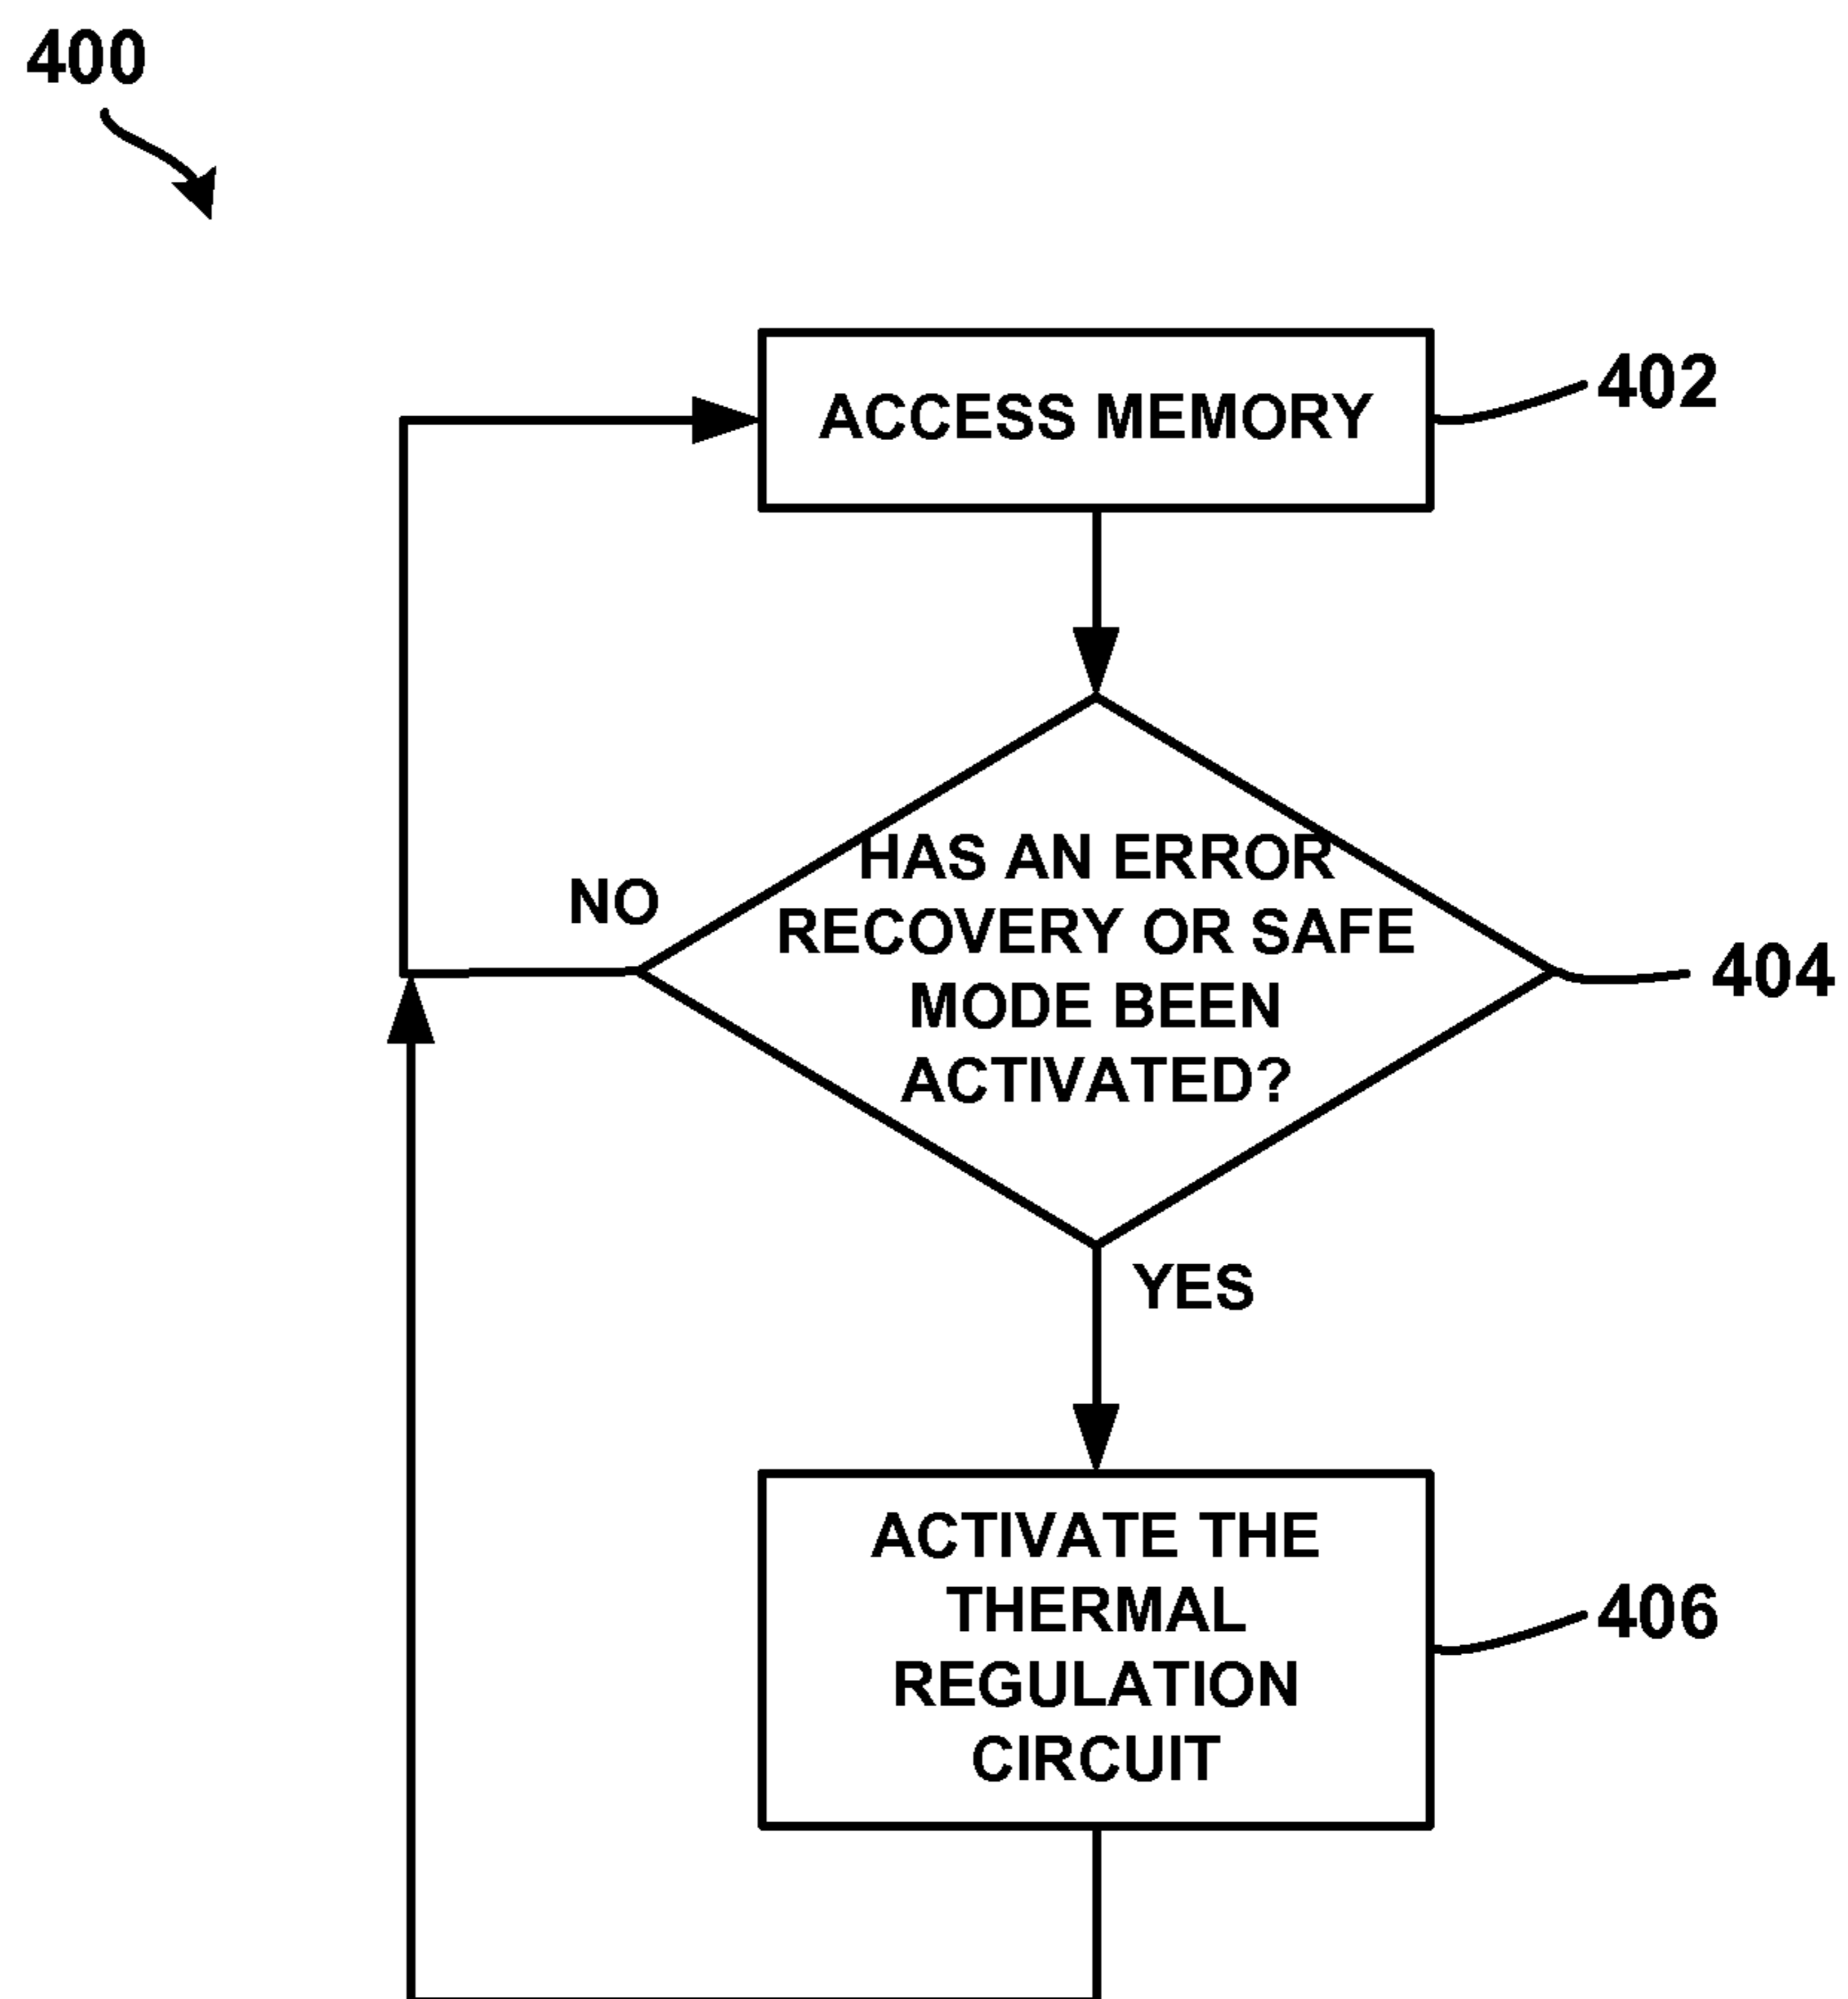 400
ACCESS MEMORY
402
HAS AN ERROR
RECOVERY OR SAFE
MODE BEEN
ACTIVATED?
NO
404
YES
ACTIVATE THE
THERMAL
REGULATION
CIRCUIT
406